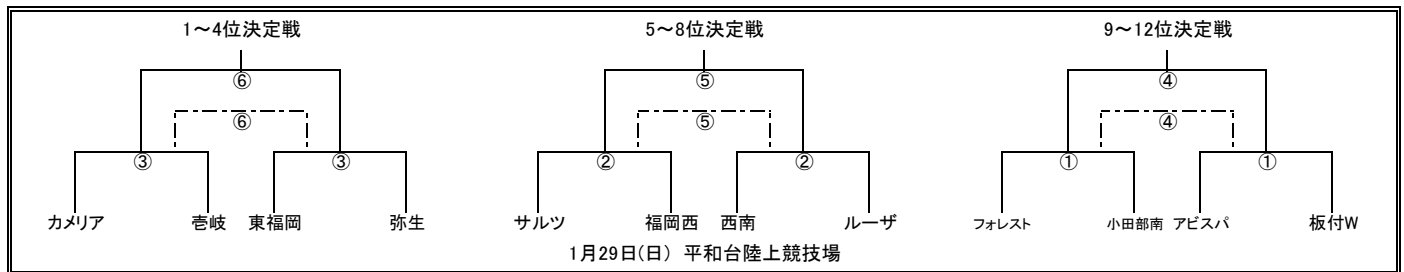 1～4位決定戦 5～8位決定戦 9～12位決定戦
⑥ ⑤ ④
⑥ ⑤ ④
③ ③ ② ② ① ①
カメリア 壱岐 東福岡 弥生 サルツ 福岡西 西南 ルーザ フォレスト 小田部南 アビスパ 板付W
1月29日(日) 平和台陸上競技場